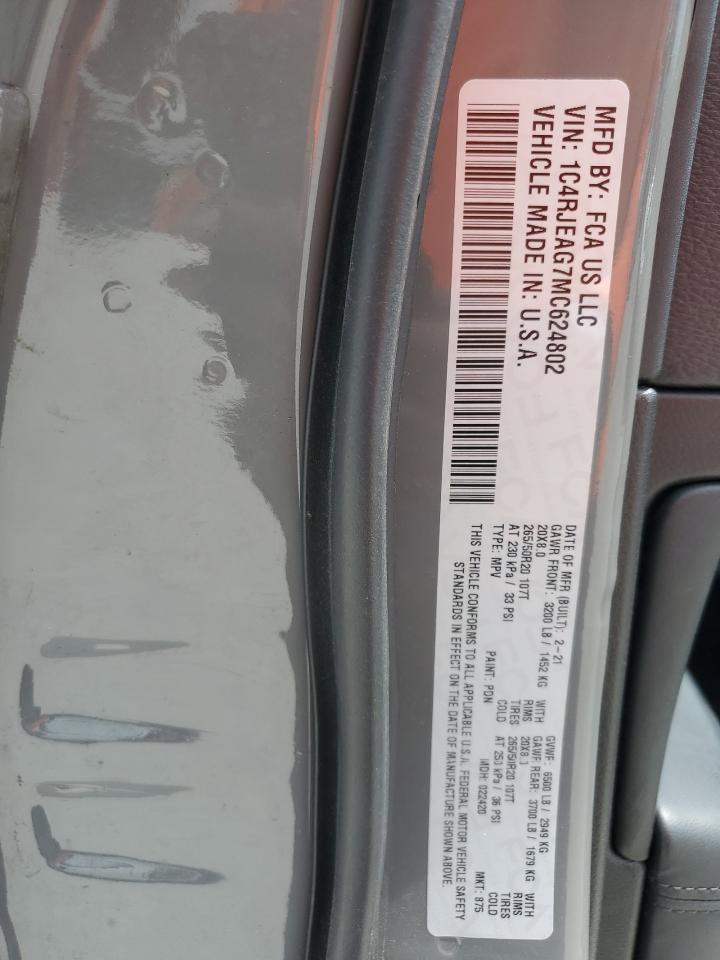 MFD BY: FCA US LLC
VIN: 1C4RJEAG7MC624802
VEHICLE MADE IN: U.S.A.
DATE OF MFR (BUILT): 2-21 GVWR: 6500 LB / 2949 KG
GAWR FRONT: 3200 LB / 1452 KG WITH GAWR REAR: 3700 LB / 1679 KG WITH
20X8.0 RIMS 20X8.0 RIMS
265/50R20 107T TIRES 265/50R20 107T TIRES
AT 230 kPa / 33 PSI COLD AT 250 kPa / 36 PSI COLD
TYPE: MPV PAINT: PDN MDH: 022420 MKT: 875
THIS VEHICLE CONFORMS TO ALL APPLICABLE U.S.A. FEDERAL MOTOR VEHICLE SAFETY
STANDARDS IN EFFECT ON THE DATE OF MANUFACTURE SHOWN ABOVE.